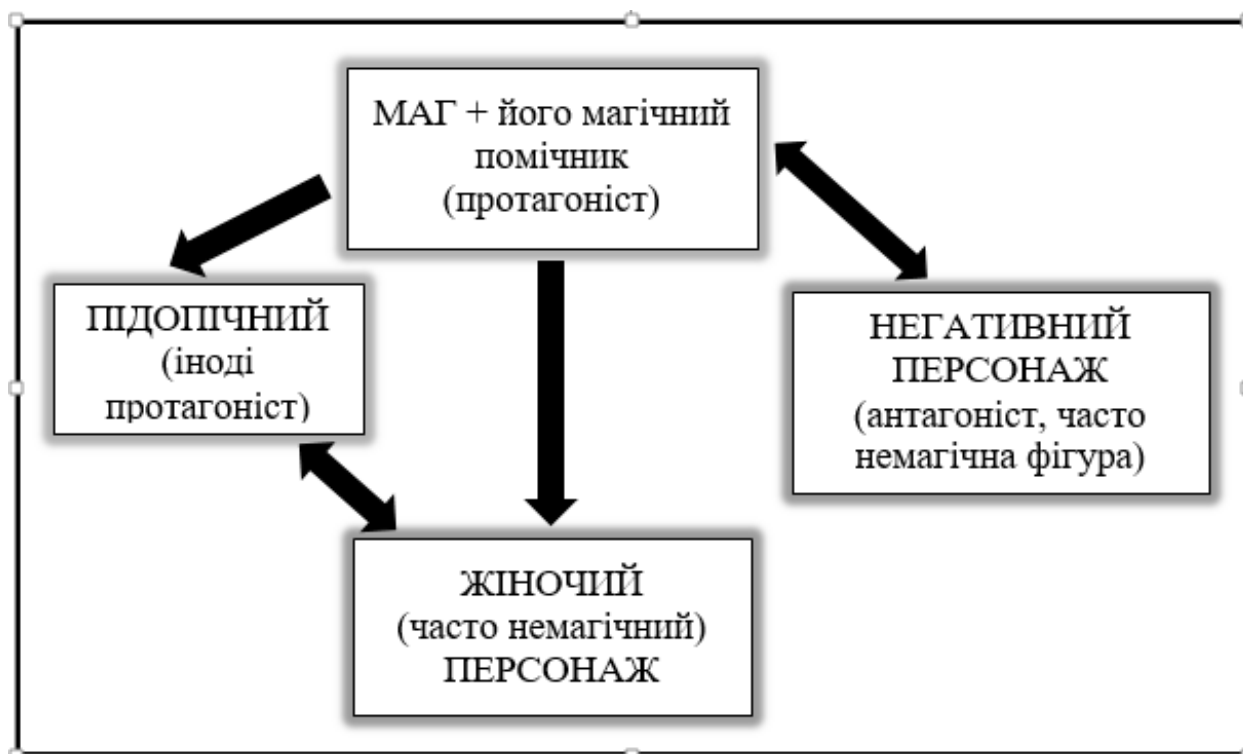 МАГ + його магічний
помічник
(протагоніст)
ПІДОПІЧНИЙ
(іноді
протагоніст)
НЕГАТИВНИЙ
ПЕРСОНАЖ
(антагоніст, часто
немагічна фігура)
ЖІНОЧИЙ
(часто немагічний)
ПЕРСОНАЖ